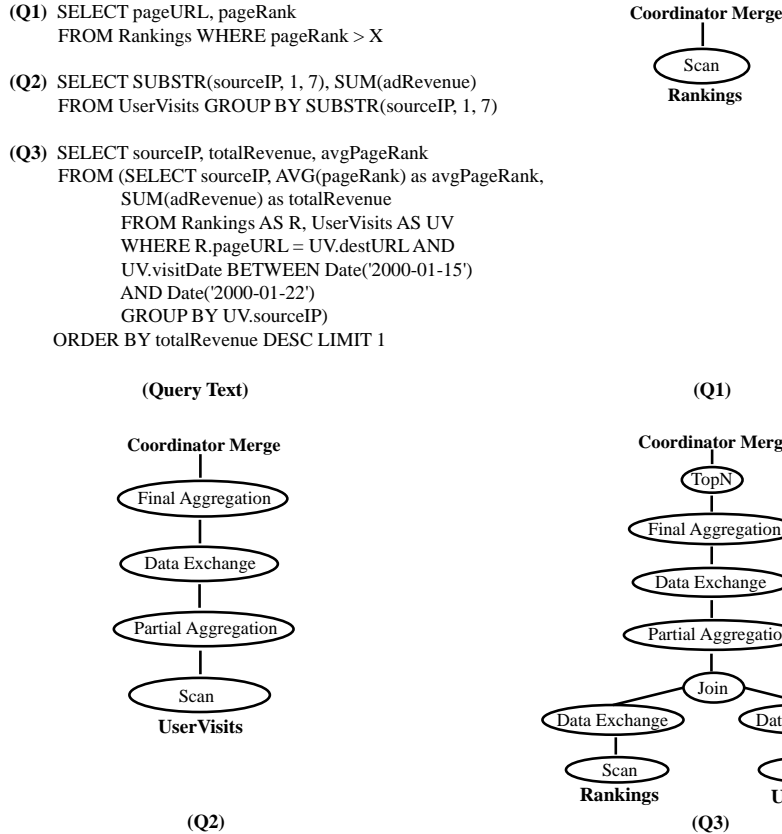 (Q1) SELECT pageURL, pageRank
FROM Rankings WHERE pageRank > X
(Q2) SELECT SUBSTR(sourceIP, 1, 7), SUM(adRevenue)
FROM UserVisits GROUP BY SUBSTR(sourceIP, 1, 7)
(Q3) SELECT sourceIP, totalRevenue, avgPageRank
FROM (SELECT sourceIP, AVG(pageRank) as avgPageRank,
SUM(adRevenue) as totalRevenue
FROM Rankings AS R, UserVisits AS UV
WHERE R.pageURL = UV.destURL AND
UV.visitDate BETWEEN Date('2000-01-15')
AND Date('2000-01-22')
GROUP BY UV.sourceIP)
ORDER BY totalRevenue DESC LIMIT 1
(Query Text)
Coordinator Merge
Scan
Rankings
(Q1)
Coordinator Merge
Final Aggregation
Data Exchange
Partial Aggregation
Scan
UserVisits
(Q2)
Coordinator Merg
TopN
Final Aggregation
Data Exchange
Partial Aggregatio
Join
Data Exchange
Dat
Scan
Rankings
U
(Q3)